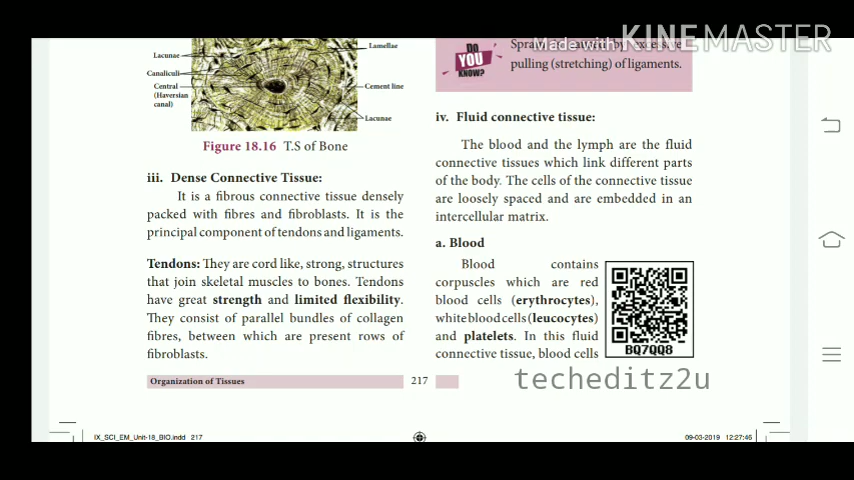 Made with KINEMASTER
Lacunae
Canaliculi
Central
(Haversian
canal)
Lamellae
Cement line
Lacunae
Figure 18.16 T.S of Bone
iii. Dense Connective Tissue:
It is a fibrous connective tissue densely
packed with fibres and fibroblasts. It is the
principal component of tendons and ligaments.
Tendons: They are cord like, strong, structures
that join skeletal muscles to bones. Tendons
have great strength and limited flexibility.
They consist of parallel bundles of collagen
fibres, between which are present rows of
fibroblasts.
DO
YOU
KNOW?
Sprain is caused by excessive
pulling (stretching) of ligaments.
iv. Fluid connective tissue:
The blood and the lymph are the fluid
connective tissues which link different parts
of the body. The cells of the connective tissue
are loosely spaced and are embedded in an
intercellular matrix.
a. Blood
Blood contains
corpuscles which are red
blood cells (erythrocytes),
white blood cells (leucocytes)
and platelets. In this fluid
connective tissue, blood cells
BQ7QQ8
Organization of Tissues
217
techeditz2u
IX_SCI_EM_Unit-18_BIO.indd 217
09-03-2019 12:27:46